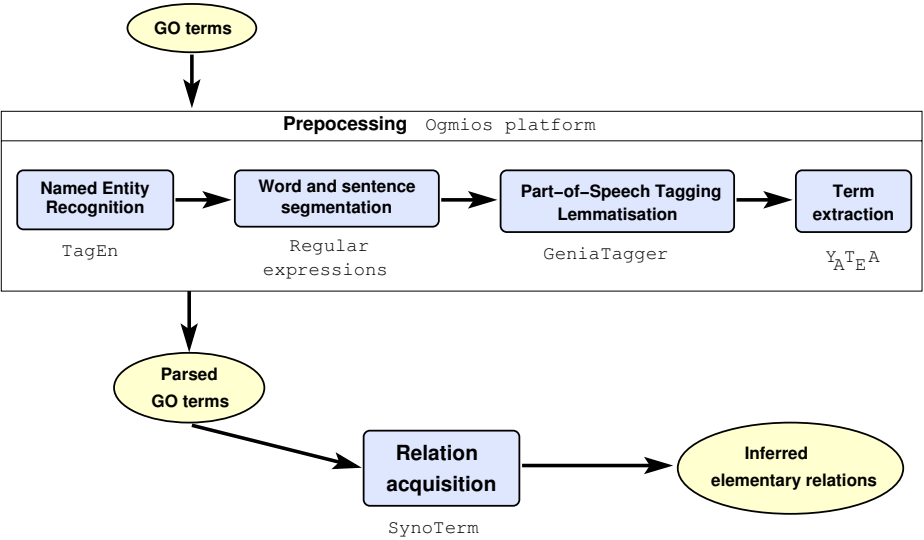 GO terms
Prepocessing Ogmios platform
Named Entity
Recognition
TagEn
Word and sentence
segmentation
Regular
expressions
Part−of−Speech Tagging
Lemmatisation
GeniaTagger
Term
extraction
YATEA
Parsed
GO terms
Relation
acquisition
SynoTerm
Inferred
elementary relations